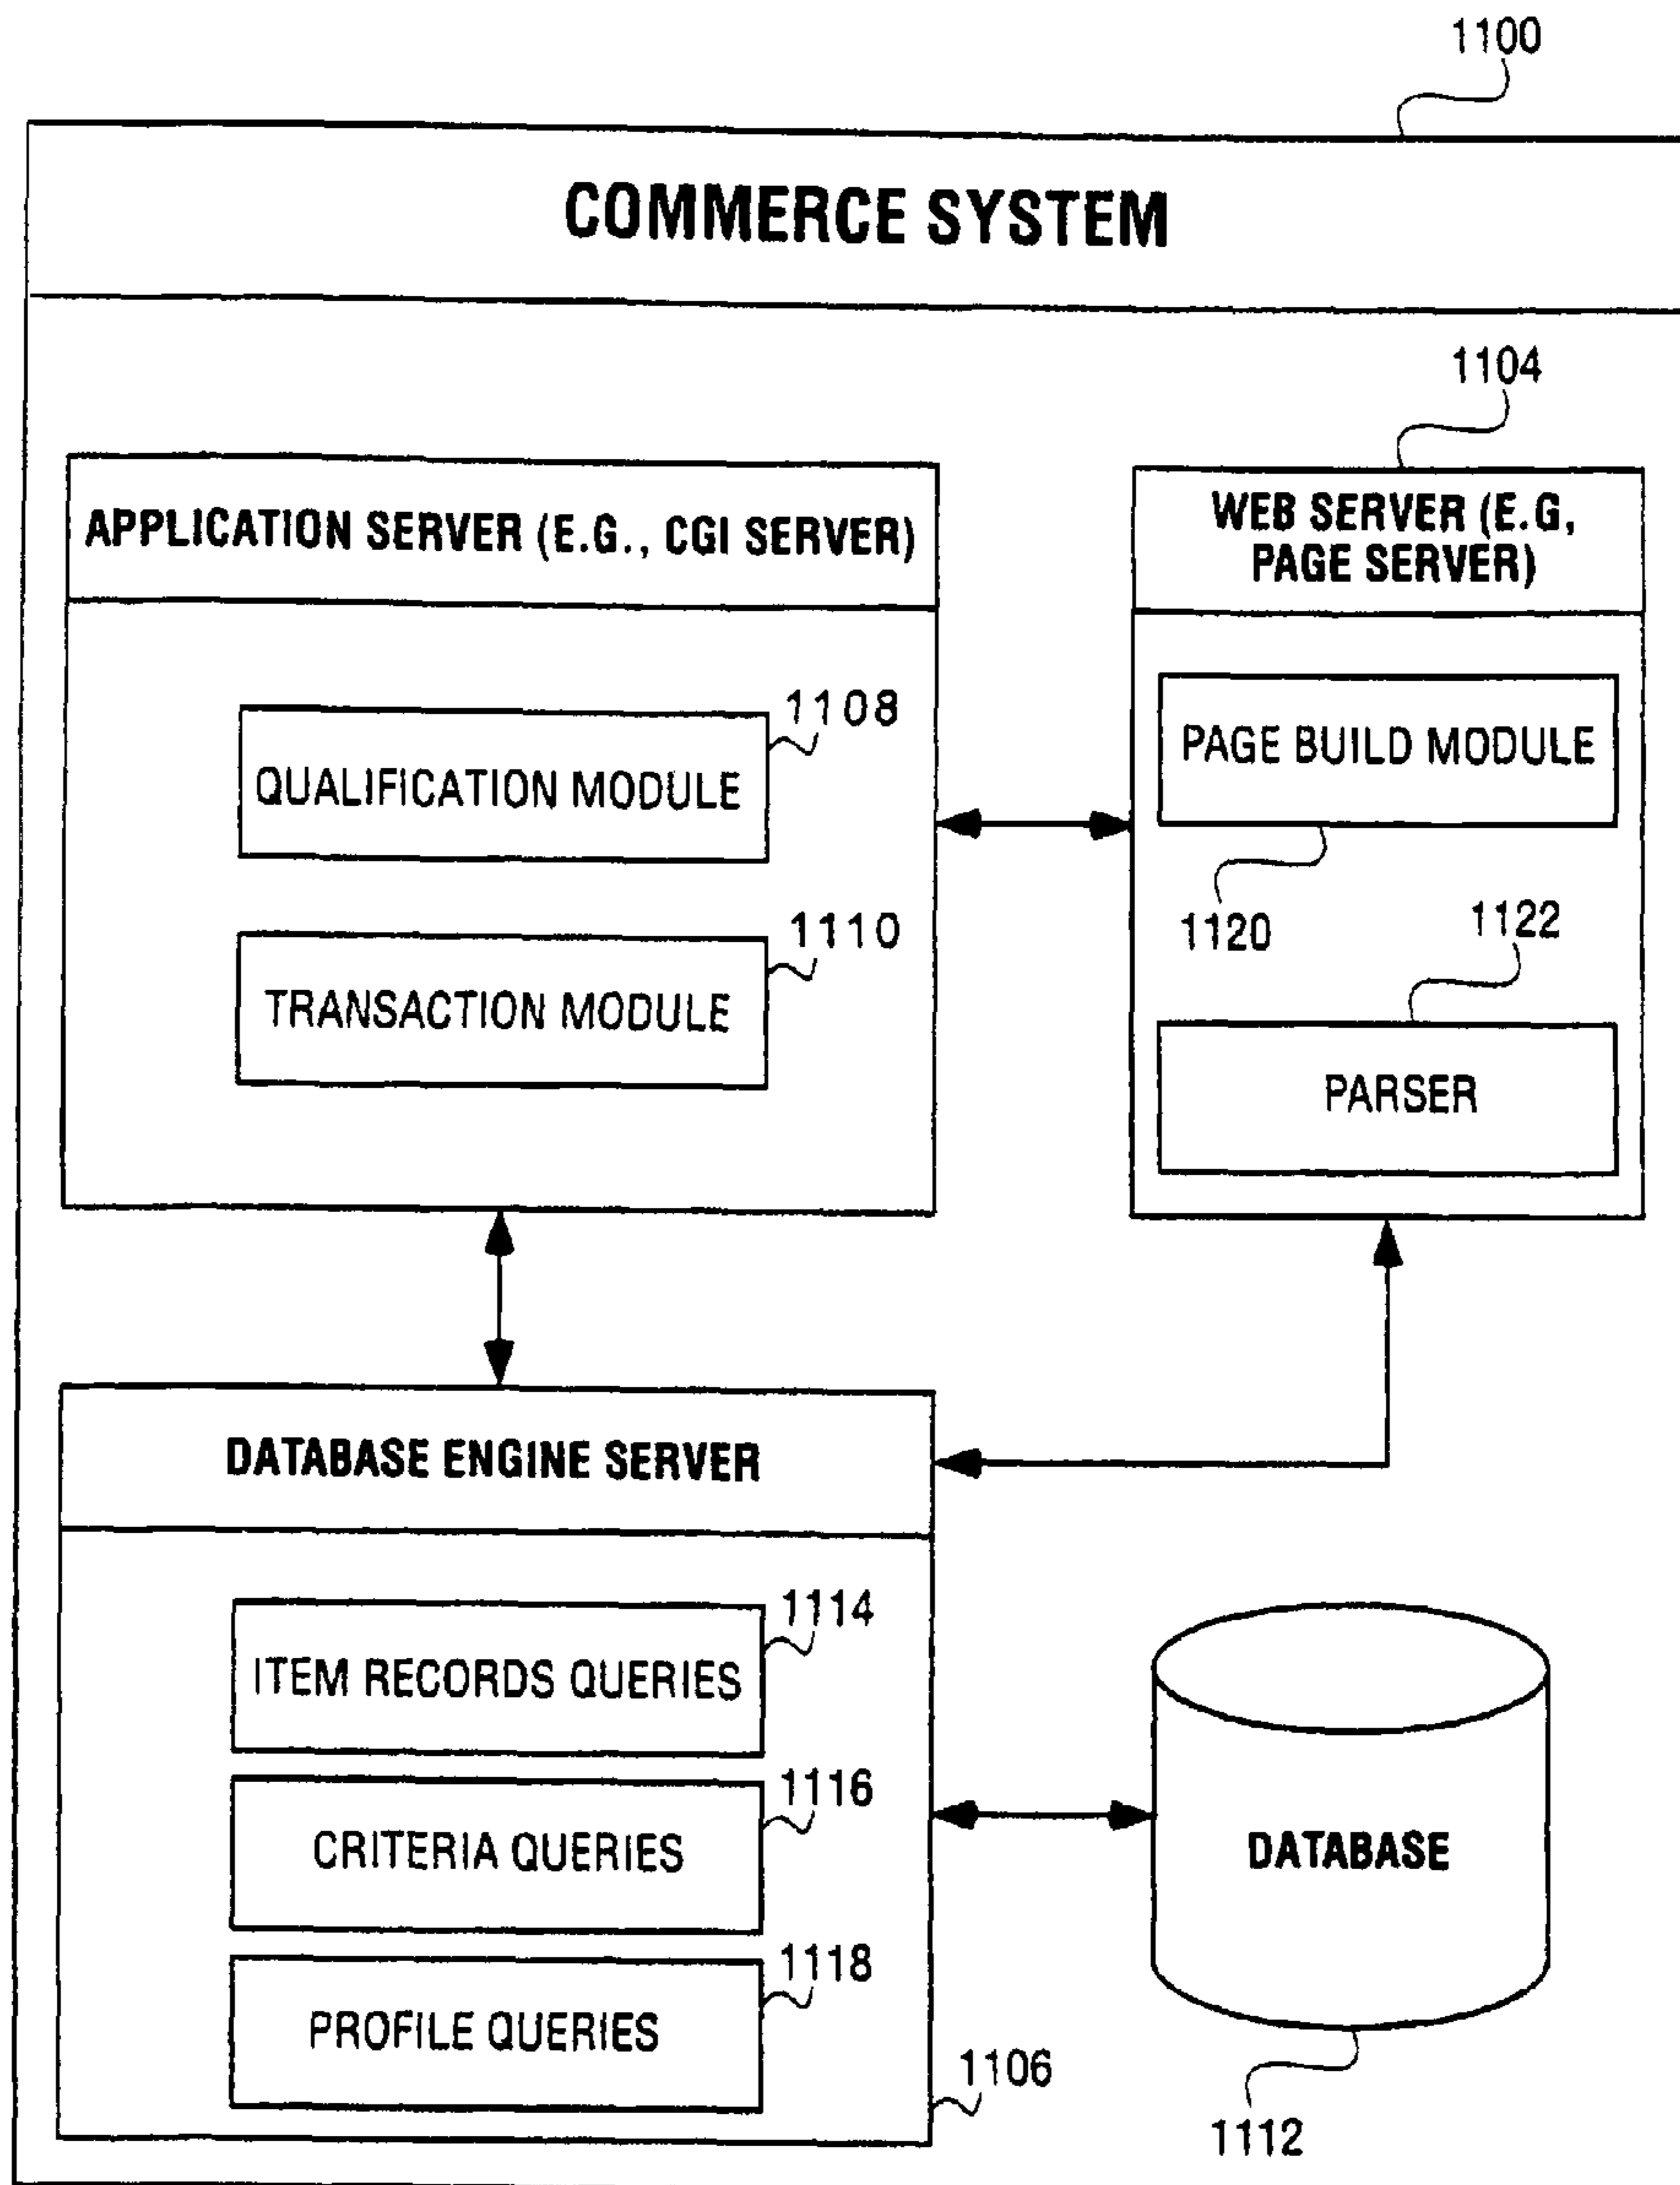 1100
COMMERCE SYSTEM
1104
APPLICATION SERVER (E.G., CGI SERVER)
WEB SERVER (E.G,
PAGE SERVER)
1108
QUALIFICATION MODULE
PAGE BUILD MODULE
1120
1110
TRANSACTION MODULE
1122
PARSER
DATABASE ENGINE SERVER
1114
ITEM RECORDS QUERIES
1116
CRITERIA QUERIES
DATABASE
1118
PROFILE QUERIES
1106
1112